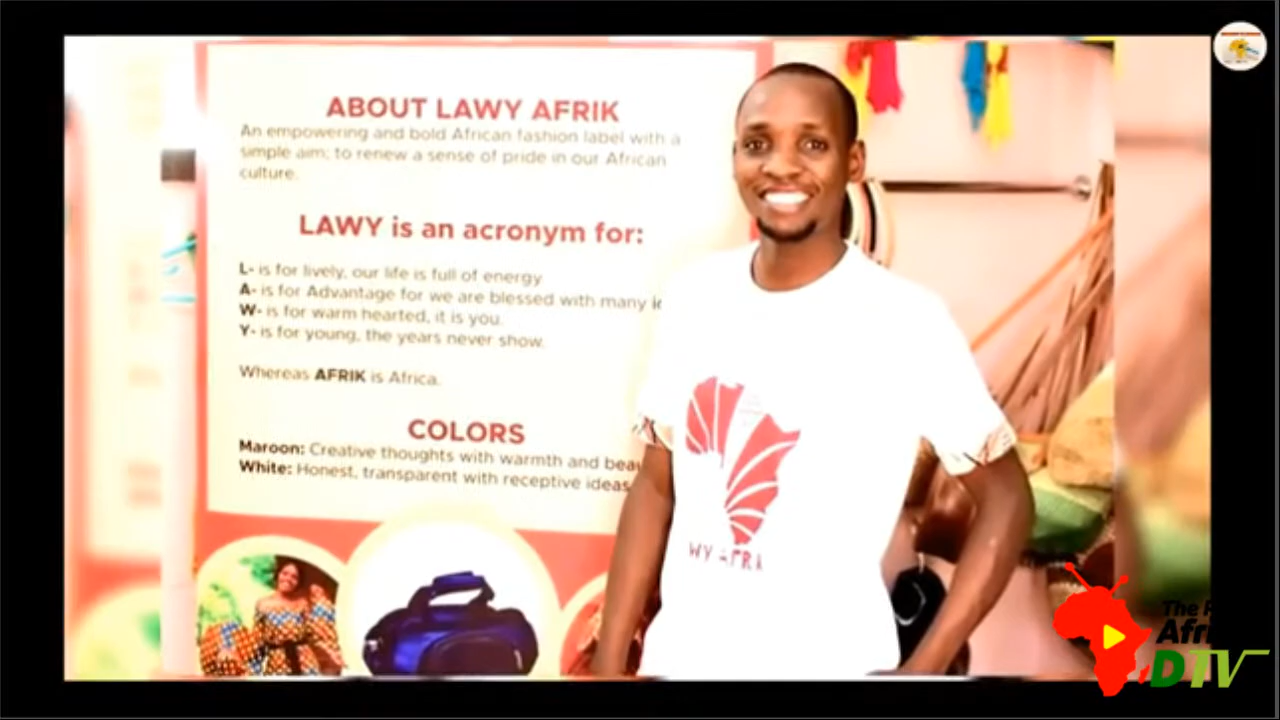 ABOUT LAWY AFRIK
An empowering and bold African fashion label with a
simple aim; to renew a sense of pride in our African
culture.
LAWY is an acronym for:
L- is for lively, our life is full of energy
A- is for Advantage for we are blessed with many
W- is for warm hearted, it is you.
Y- is for young, the years never show.
Whereas AFRIK is Africa.
COLORS
Maroon: Creative thoughts with warmth and
White: Honest, transparent with receptive ideas
WY AFRI
The
Afri
DTV